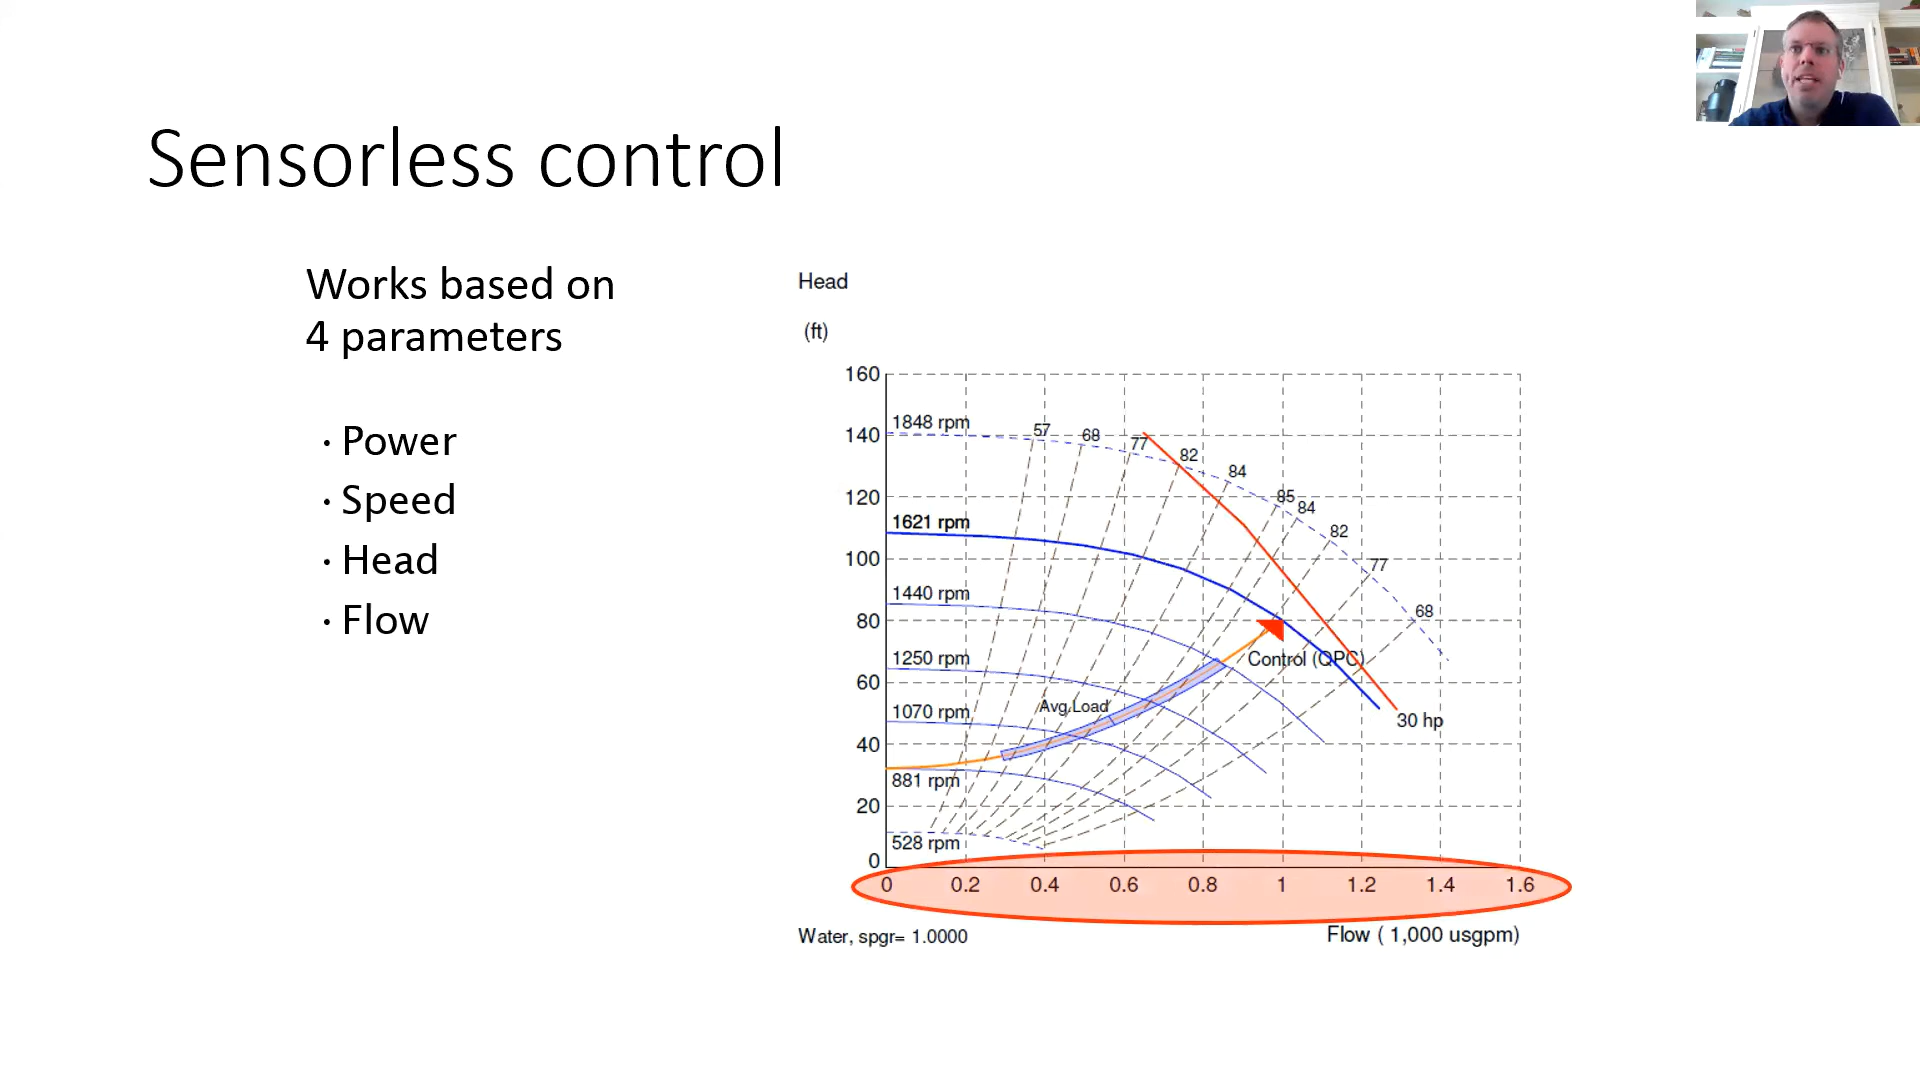 Sensorless control
Works based on
4 parameters
· Power
· Speed
· Head
· Flow
Head
(ft)
160
140
120
100
80
60
40
20
0
1848 rpm
1621 rpm
1440 rpm
1250 rpm
1070 rpm
881 rpm
528 rpm
57
68
77
82
84
85
84
82
77
68
Control (QPC)
Avg.Load
30 hp
0 0.2 0.4 0.6 0.8 1 1.2 1.4 1.6
Water, spgr= 1.0000
Flow ( 1,000 usgpm)